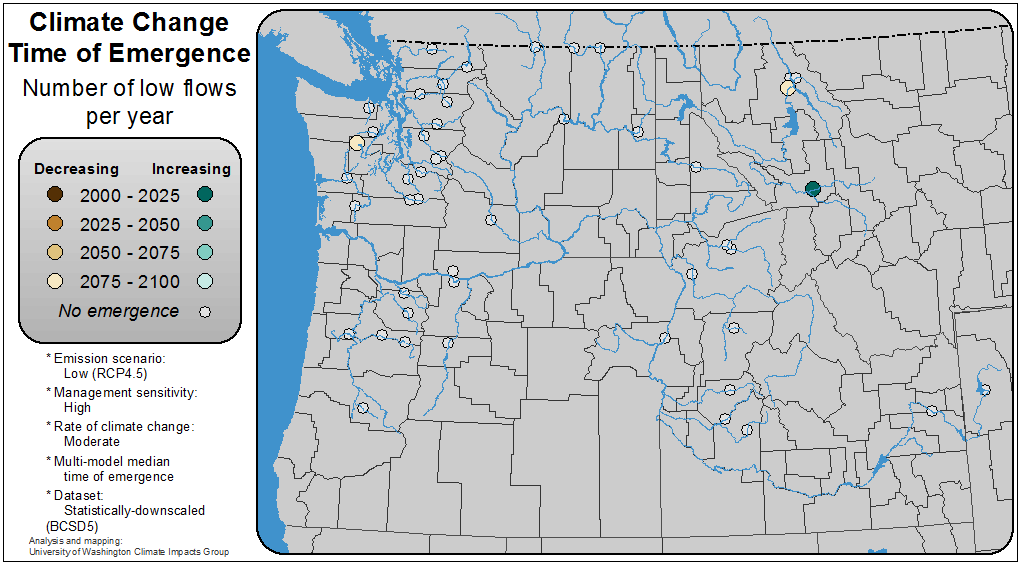 Climate Change
Time of Emergence
Number of low flows
per year
Decreasing Increasing
2000 - 2025
2025 - 2050
2050 - 2075
2075 - 2100
No emergence
* Emission scenario:
Low (RCP4.5)
* Management sensitivity:
High
* Rate of climate change:
Moderate
* Multi-model median
time of emergence
* Dataset:
Statistically-downscaled
(BCSD5)
Analysis and mapping:
University of Washington Climate Impacts Group